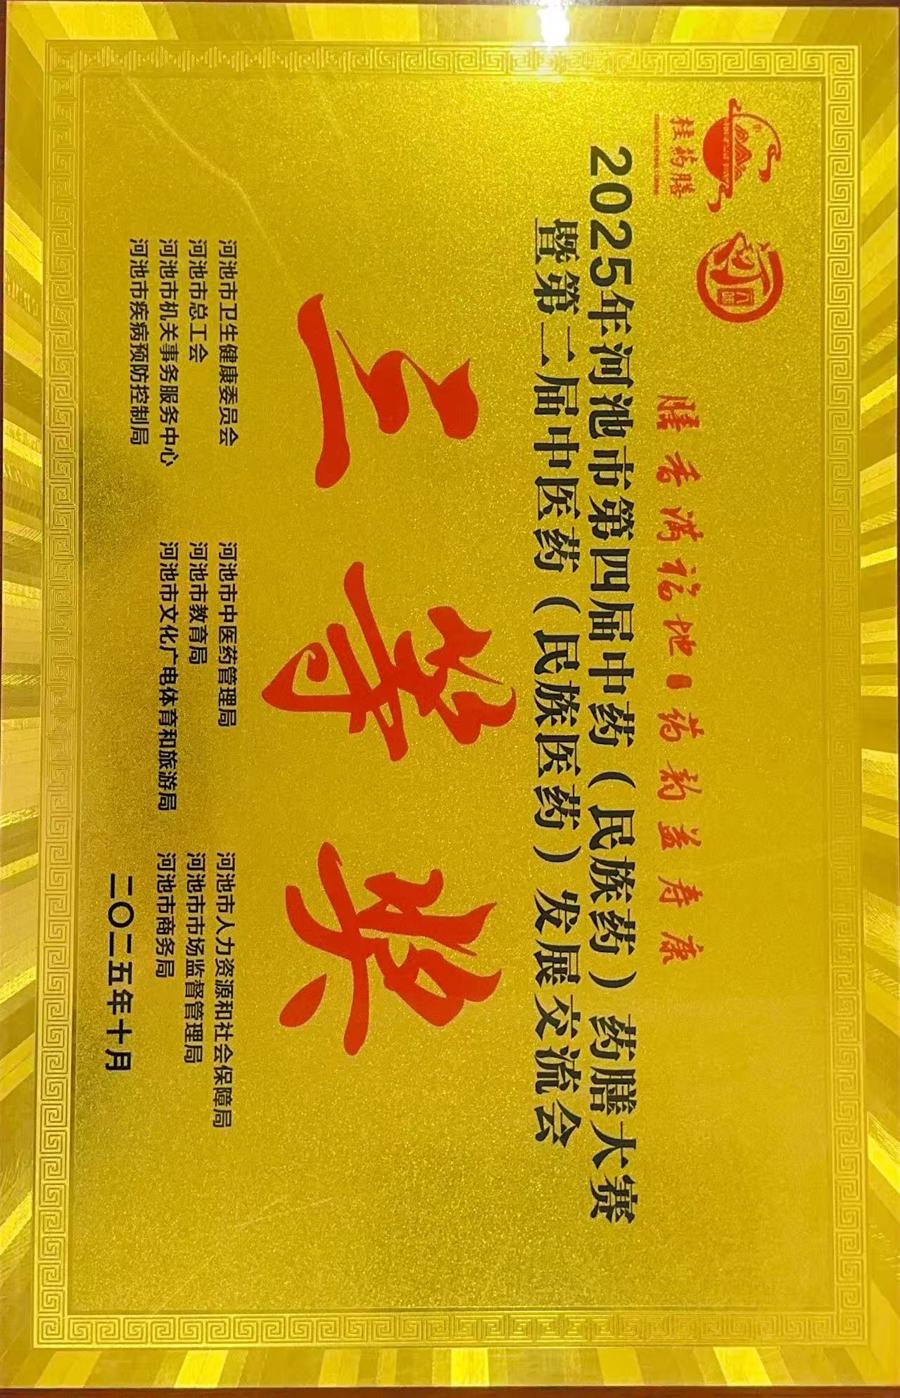 桂药膳
膳香满福地 药韵益寿康
2025年河池市第四届中药（民族药）药膳大赛
暨第二届中医药（民族医药）发展交流会
三等奖
河池市卫生健康委员会 河池市中医药管理局 河池市人力资源和社会保障局
河池市总工会 河池市教育局 河池市市场监督管理局
河池市机关事务服务中心 河池市文化广电体育和旅游局 河池市商务局
河池市疾病预防控制局
二〇二五年十月